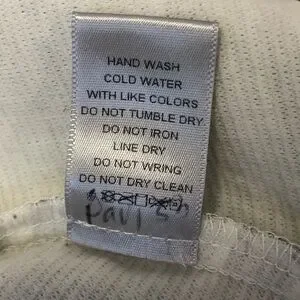 HAND WASH
COLD WATER
WITH LIKE COLORS
DO NOT TUMBLE DRY
DO NOT IRON
LINE DRY
DO NOT WRING
DO NOT DRY CLEAN